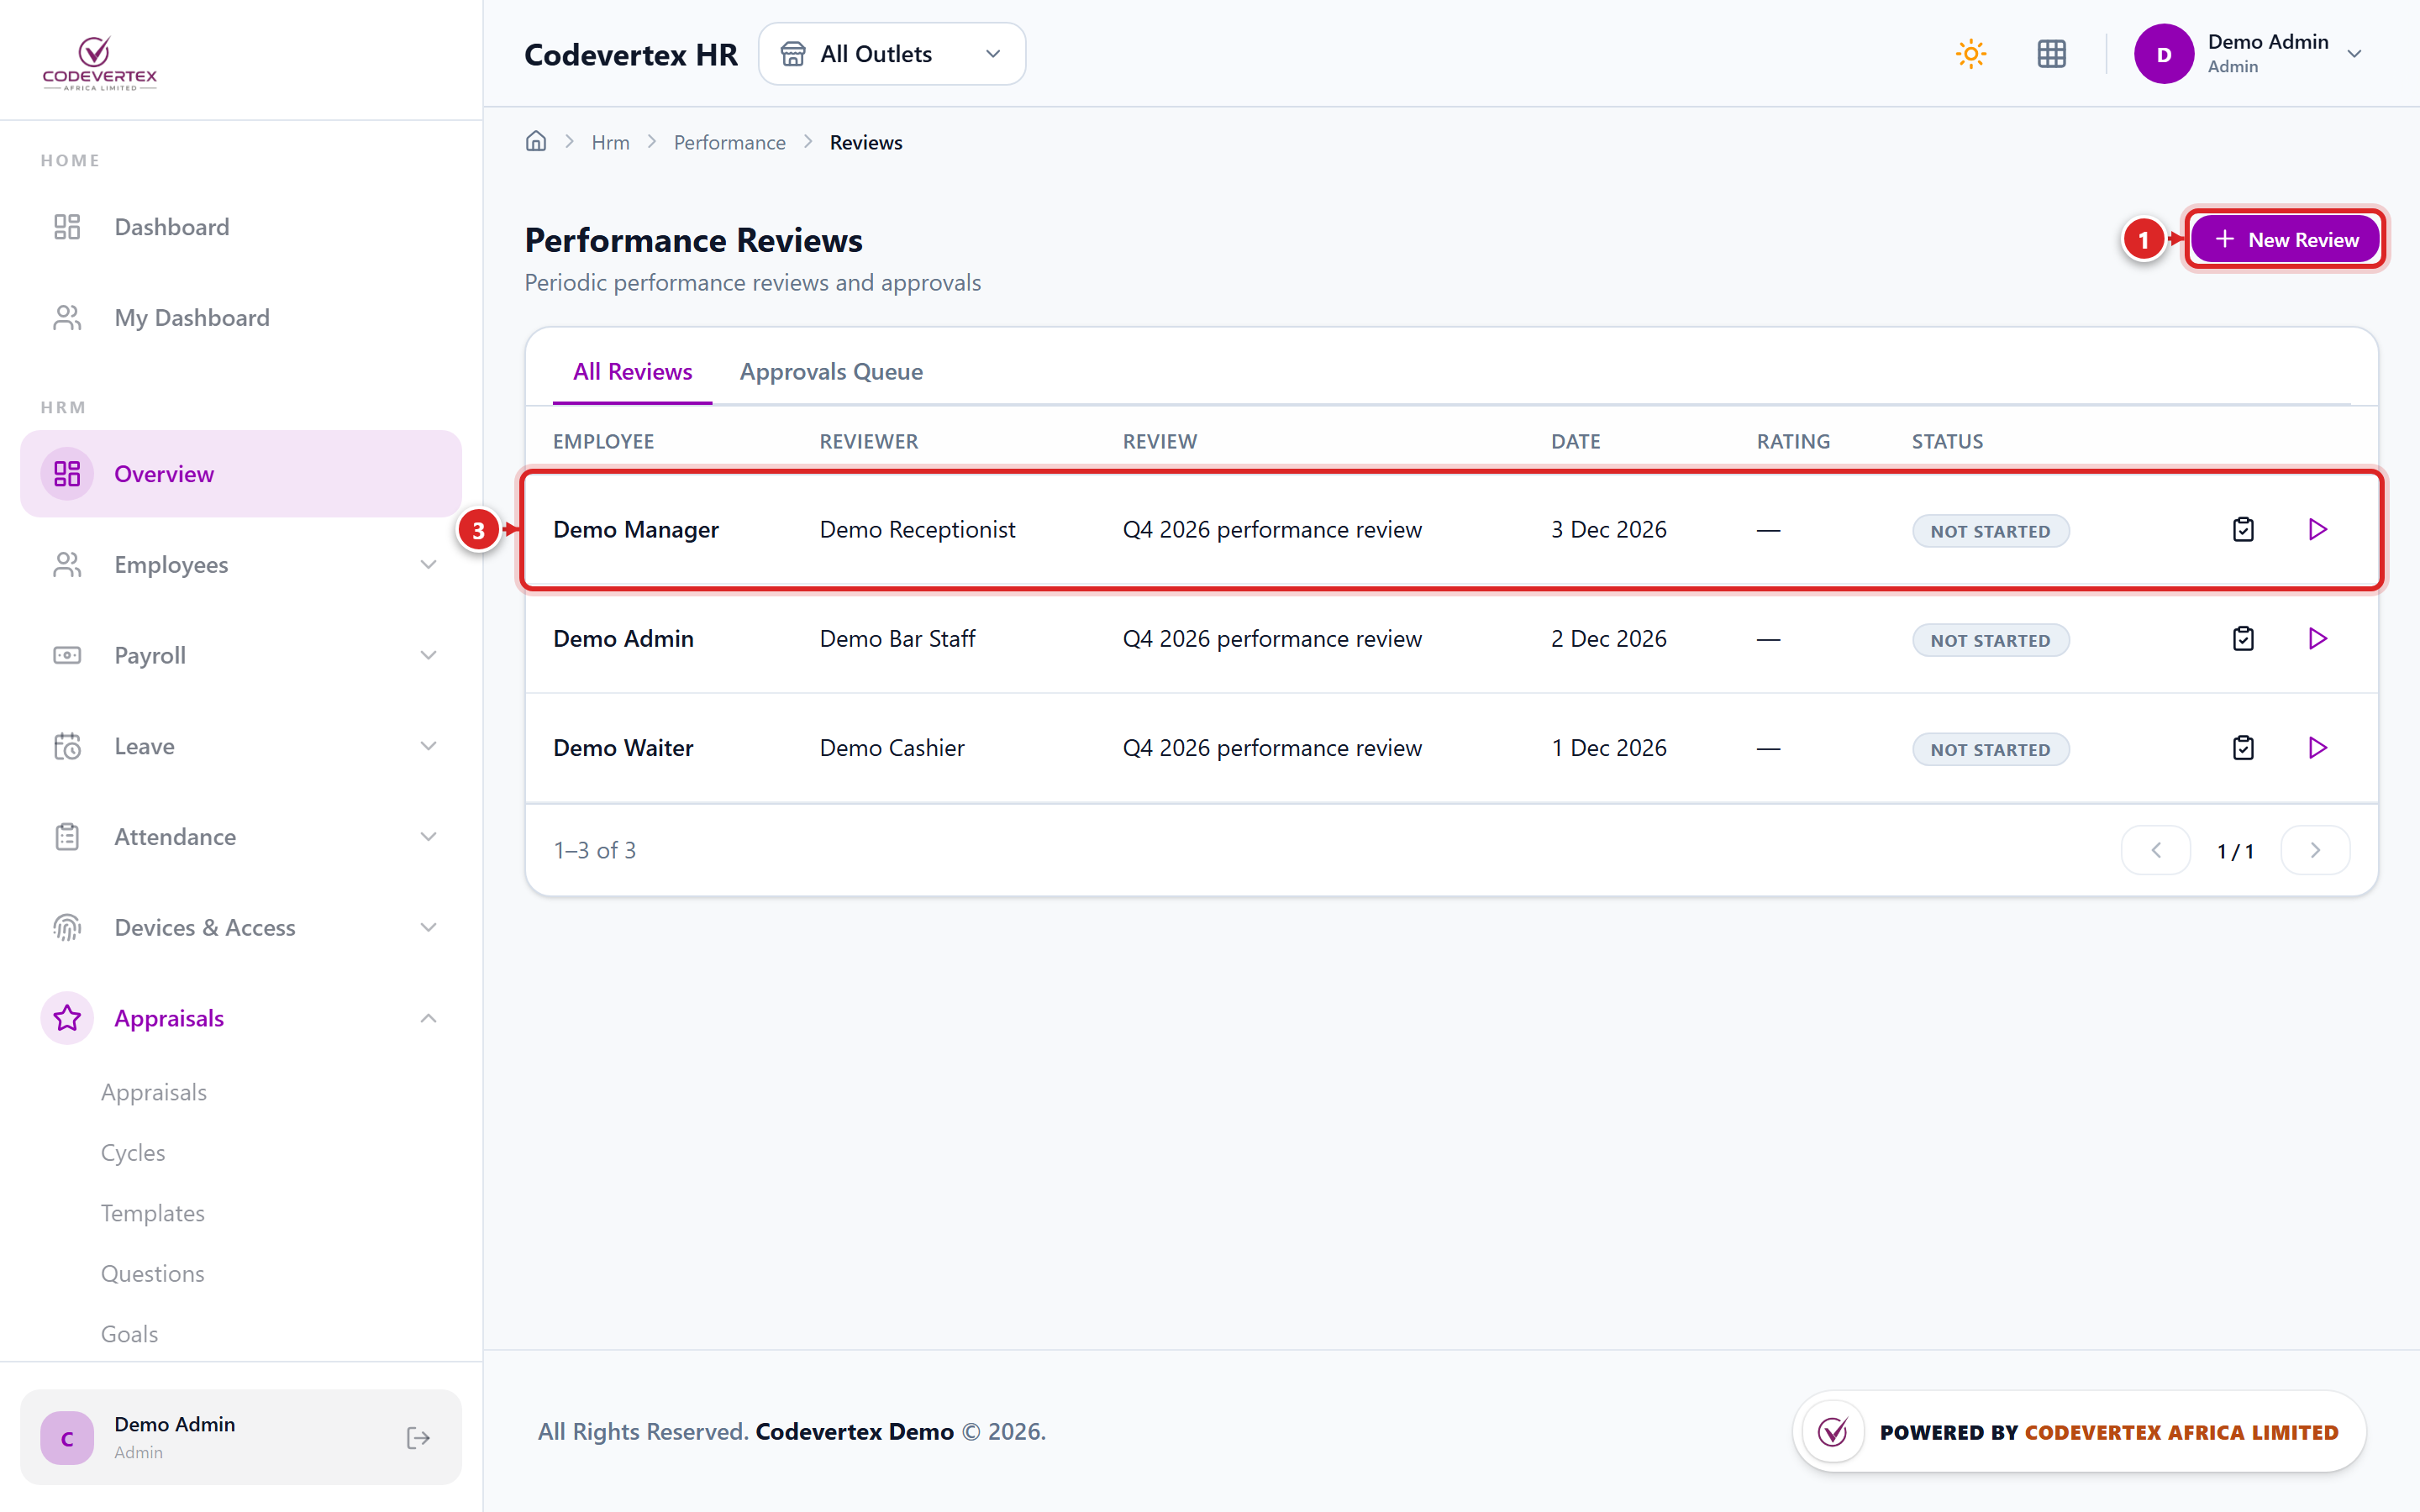 CODEVERTEX
AFRICA LIMITED
HOME
Dashboard
My Dashboard
HRM
Overview
Employees
Payroll
Leave
Attendance
Devices & Access
Appraisals
Appraisals
Cycles
Templates
Questions
Goals
C
Demo Admin
Admin
Codevertex HR
All Outlets
D
Demo Admin
Admin
Hrm
Performance
Reviews
Performance Reviews
Periodic performance reviews and approvals
1
New Review
All Reviews
Approvals Queue
EMPLOYEE REVIEWER REVIEW DATE RATING STATUS
3
Demo Manager Demo Receptionist Q4 2026 performance review 3 Dec 2026 — NOT STARTED
Demo Admin Demo Bar Staff Q4 2026 performance review 2 Dec 2026 — NOT STARTED
Demo Waiter Demo Cashier Q4 2026 performance review 1 Dec 2026 — NOT STARTED
1–3 of 3
1 / 1
All Rights Reserved. Codevertex Demo © 2026.
POWERED BY CODEVERTEX AFRICA LIMITED